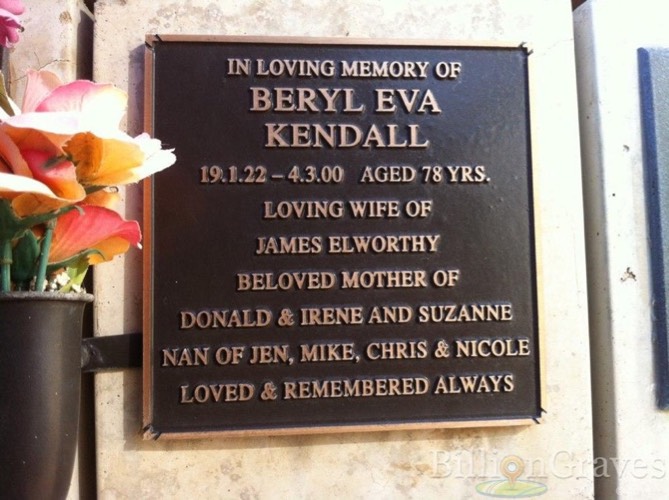 IN LOVING MEMORY OF
BERYL EVA
KENDALL
19.1.22 – 4.3.00 AGED 78 YRS.
LOVING WIFE OF
JAMES ELWORTHY
BELOVED MOTHER OF
DONALD & IRENE AND SUZANNE
NAN OF JEN, MIKE, CHRIS & NICOLE
LOVED & REMEMBERED ALWAYS
BillionGraves